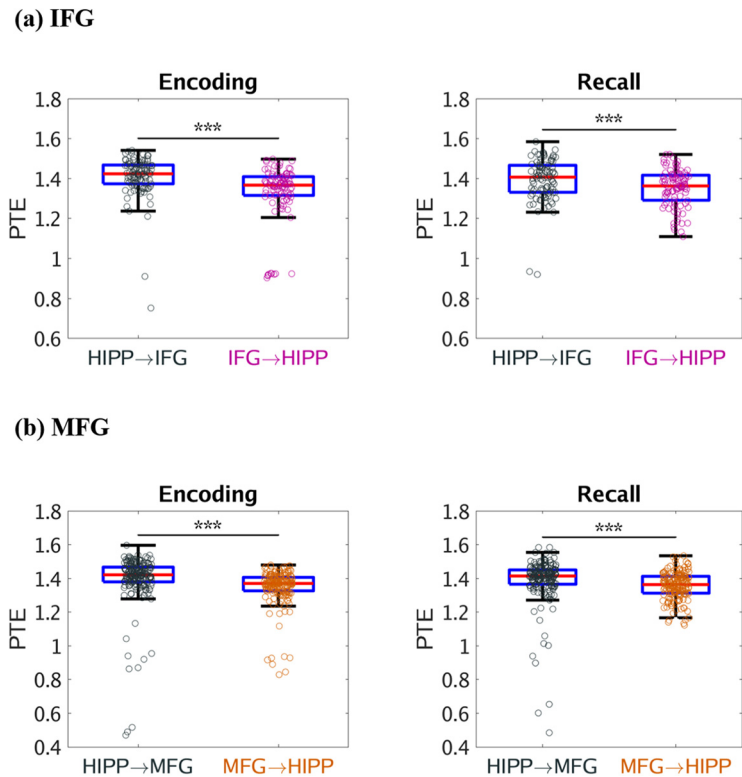 (a) IFG
Encoding
1.8
1.6
1.4
1.2
1
0.8
0.6
PTE
***
HIPP→IFG IFG→HIPP
Recall
1.8
1.6
1.4
1.2
1
0.8
0.6
PTE
***
HIPP→IFG IFG→HIPP
(b) MFG
Encoding
1.8
1.6
1.4
1.2
1
0.8
0.6
0.4
PTE
***
HIPP→MFG MFG→HIPP
Recall
1.8
1.6
1.4
1.2
1
0.8
0.6
0.4
PTE
***
HIPP→MFG MFG→HIPP